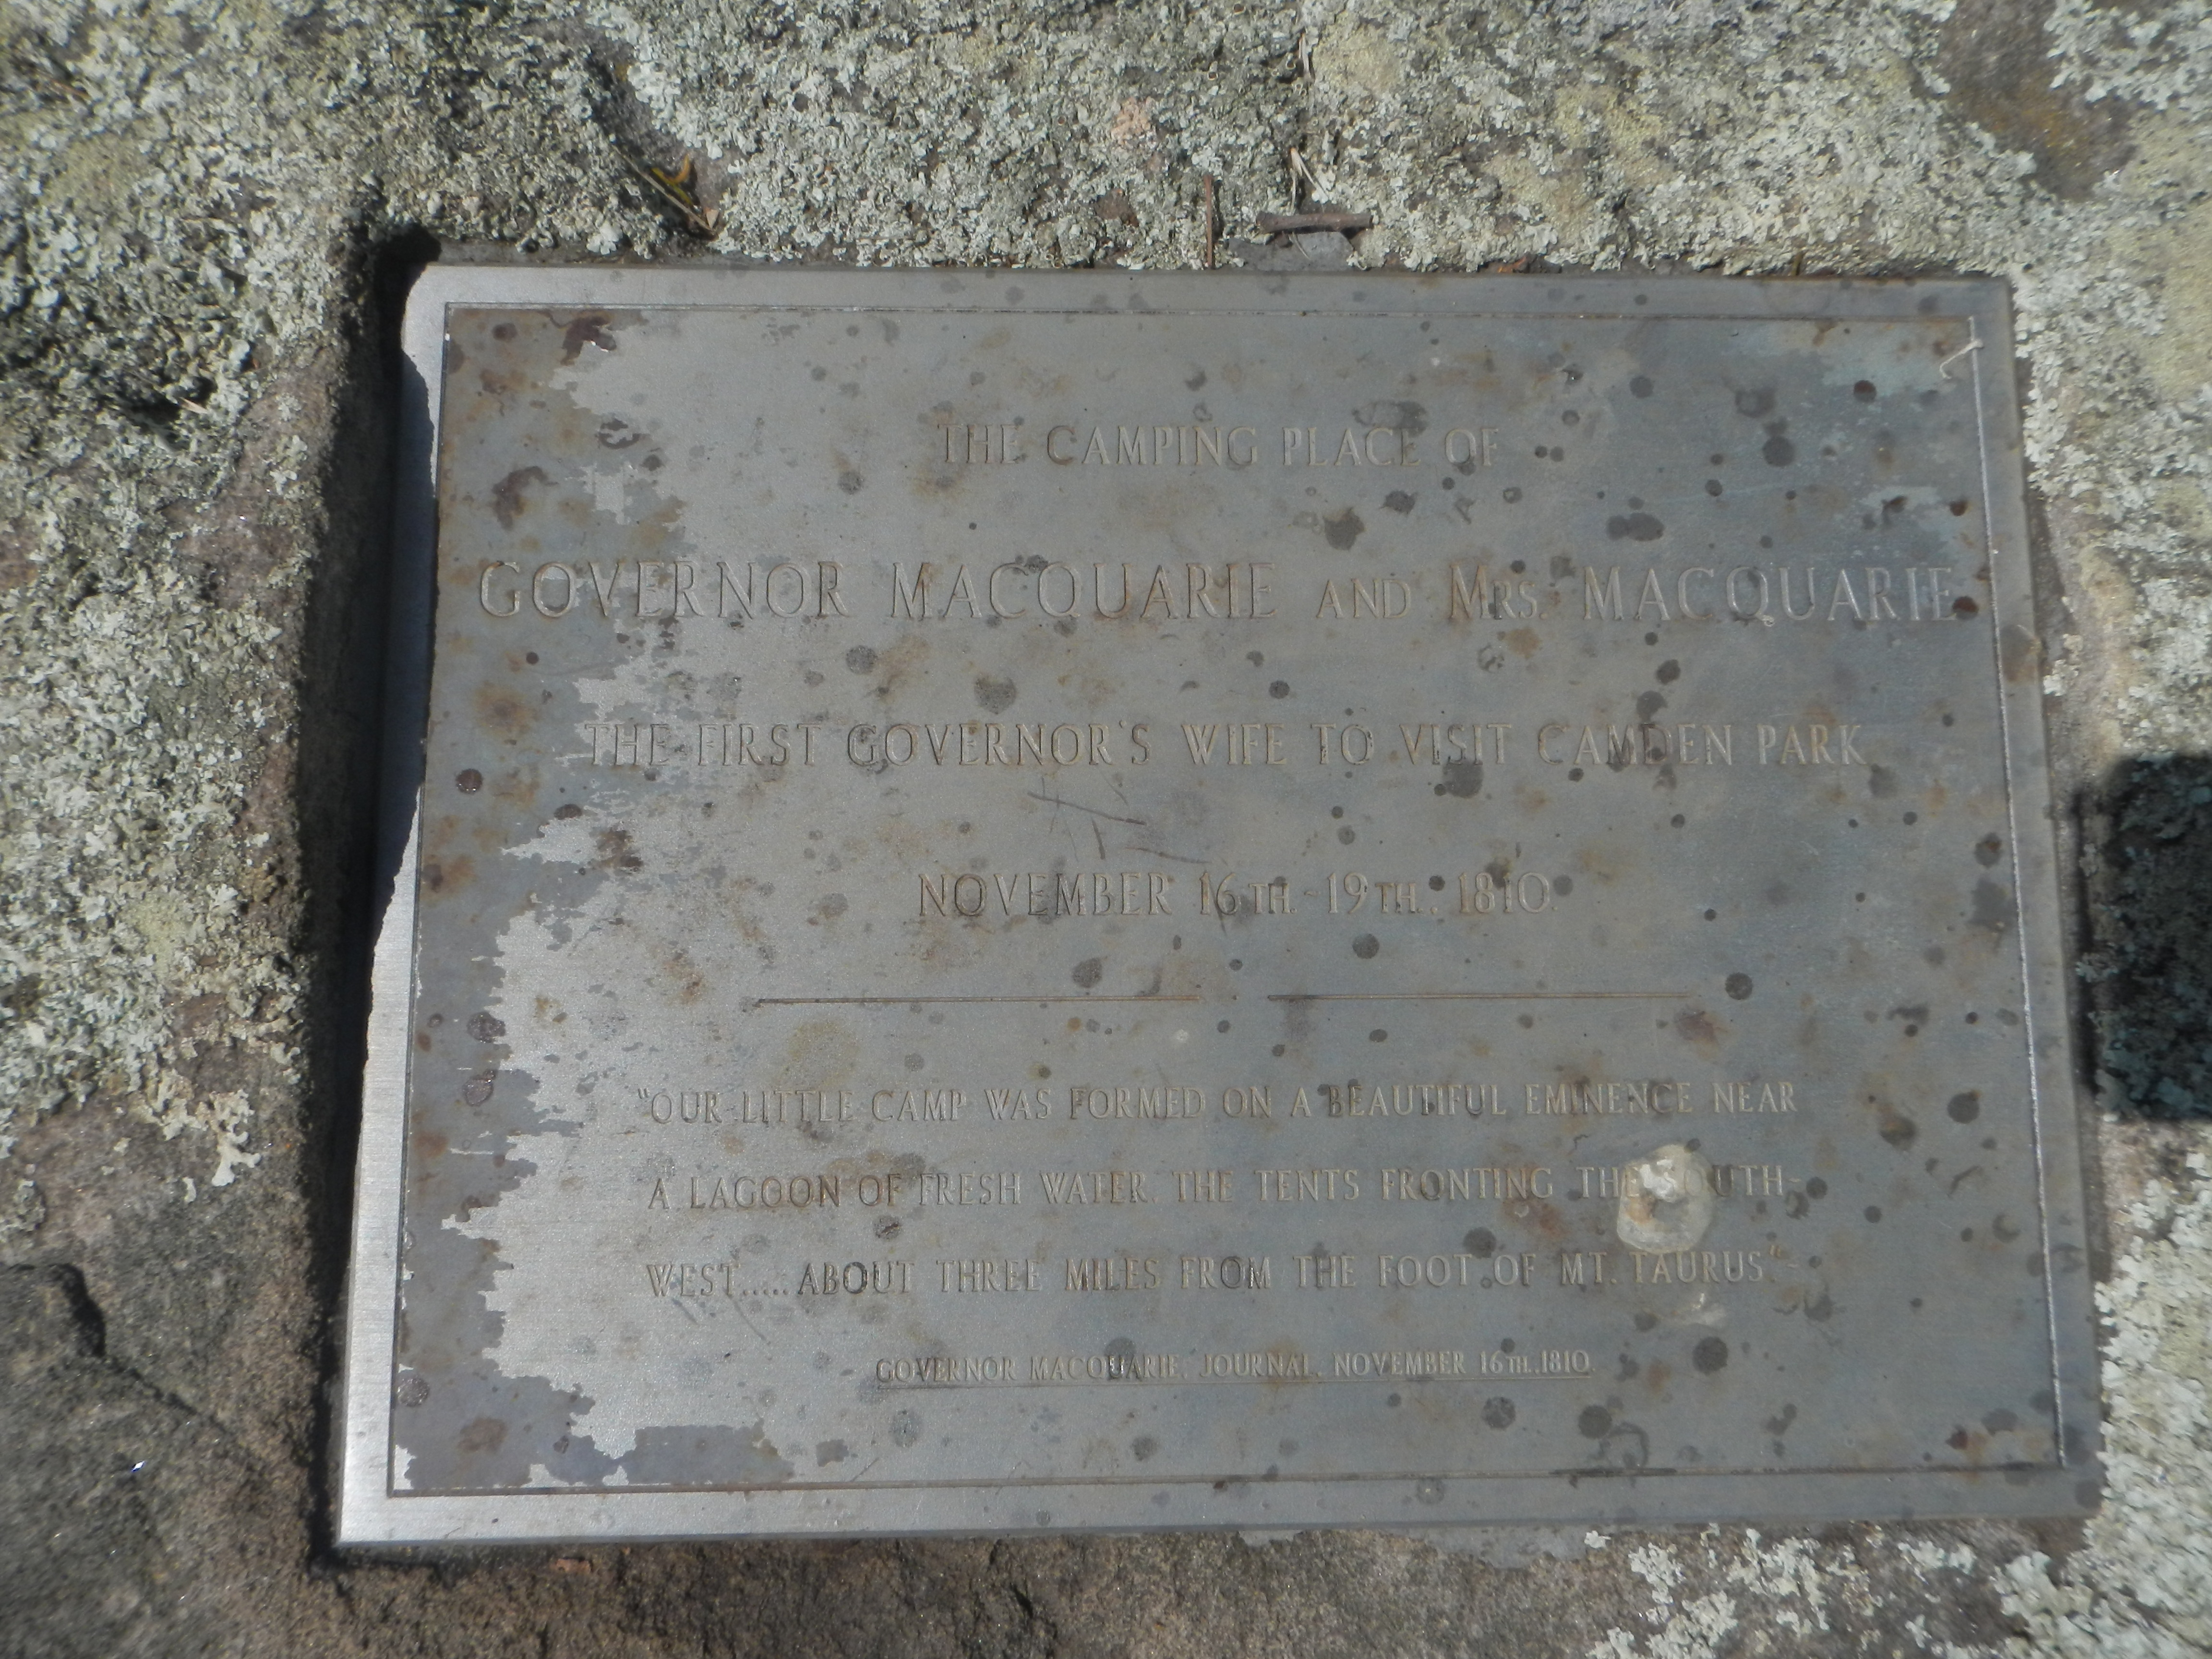 THE CAMPING PLACE OF
GOVERNOR MACQUARIE AND MRS. MACQUARIE
THE FIRST GOVERNOR'S WIFE TO VISIT CAMDEN PARK
NOVEMBER 16TH.-19TH., 1810.
"OUR LITTLE CAMP WAS FORMED ON A BEAUTIFUL EMINENCE NEAR
A LAGOON OF FRESH WATER, THE TENTS FRONTING THE SOUTH-
WEST.....ABOUT THREE MILES FROM THE FOOT OF MT. TAURUS"-
GOVERNOR MACQUARIE, JOURNAL, NOVEMBER 16TH.,1810.